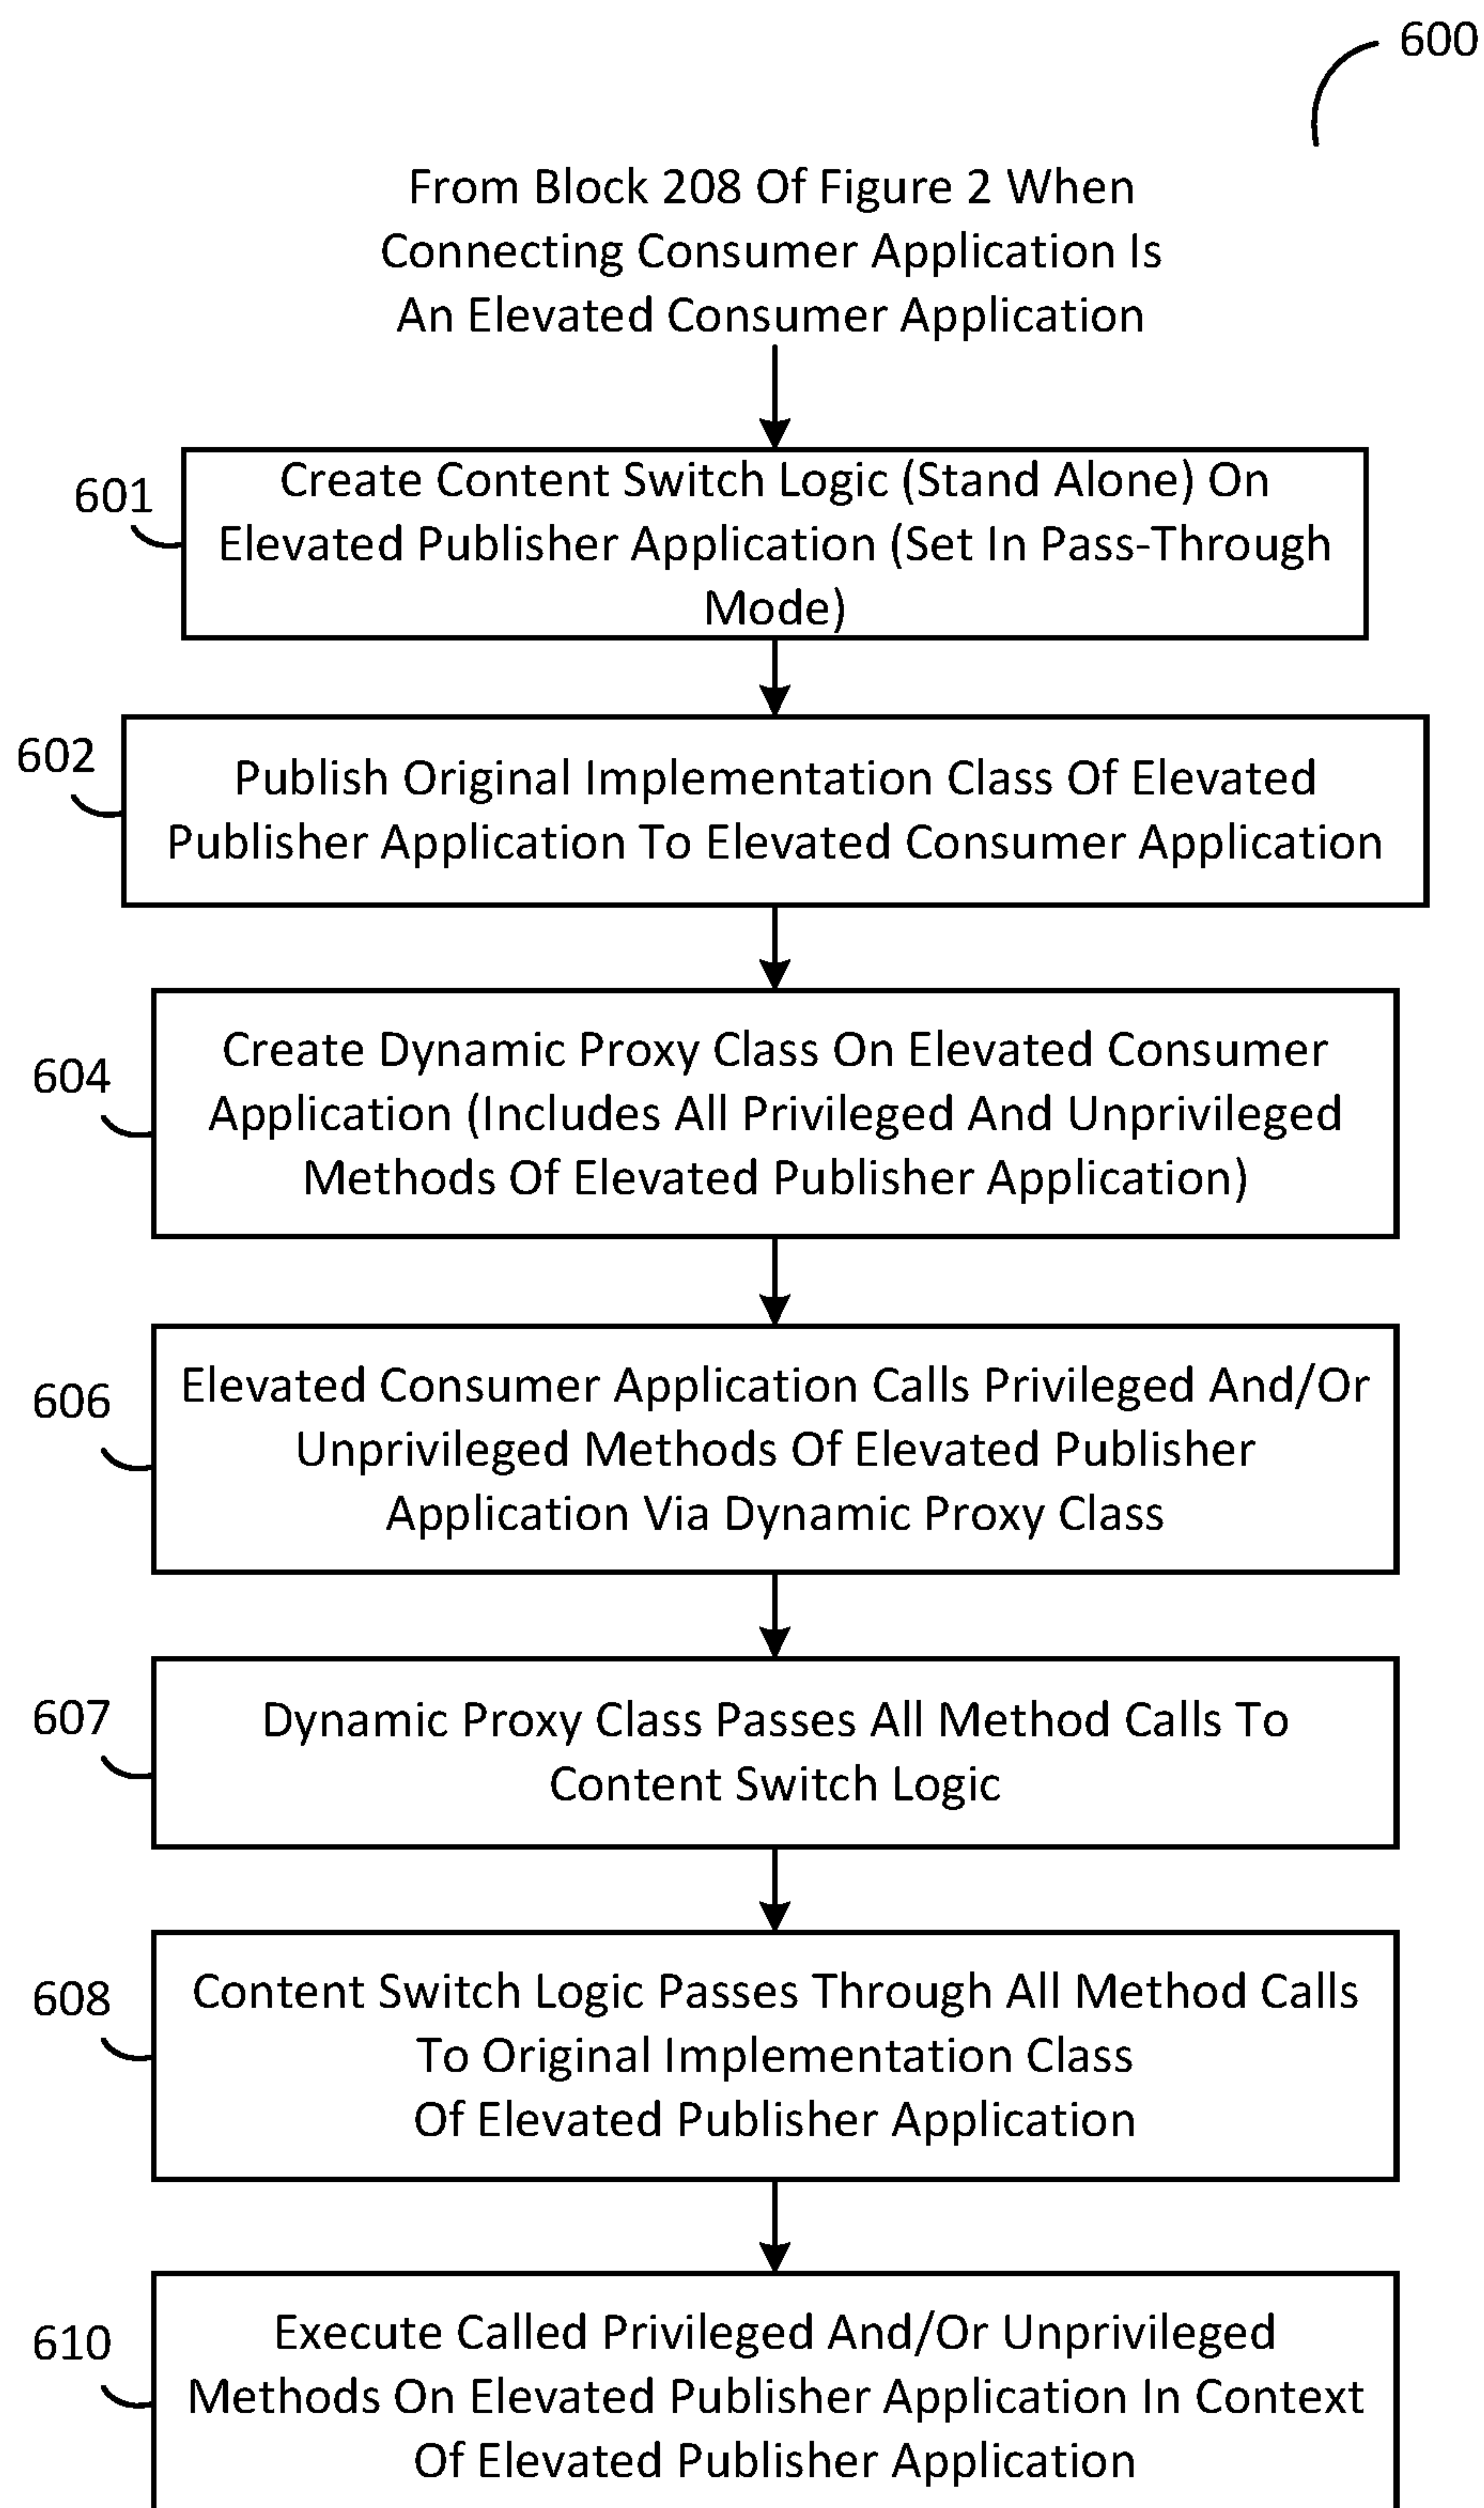 600
From Block 208 Of Figure 2 When
Connecting Consumer Application Is
An Elevated Consumer Application
601
Create Content Switch Logic (Stand Alone) On
Elevated Publisher Application (Set In Pass-Through
Mode)
602
Publish Original Implementation Class Of Elevated
Publisher Application To Elevated Consumer Application
604
Create Dynamic Proxy Class On Elevated Consumer
Application (Includes All Privileged And Unprivileged
Methods Of Elevated Publisher Application)
606
Elevated Consumer Application Calls Privileged And/Or
Unprivileged Methods Of Elevated Publisher
Application Via Dynamic Proxy Class
607
Dynamic Proxy Class Passes All Method Calls To
Content Switch Logic
608
Content Switch Logic Passes Through All Method Calls
To Original Implementation Class
Of Elevated Publisher Application
610
Execute Called Privileged And/Or Unprivileged
Methods On Elevated Publisher Application In Context
Of Elevated Publisher Application